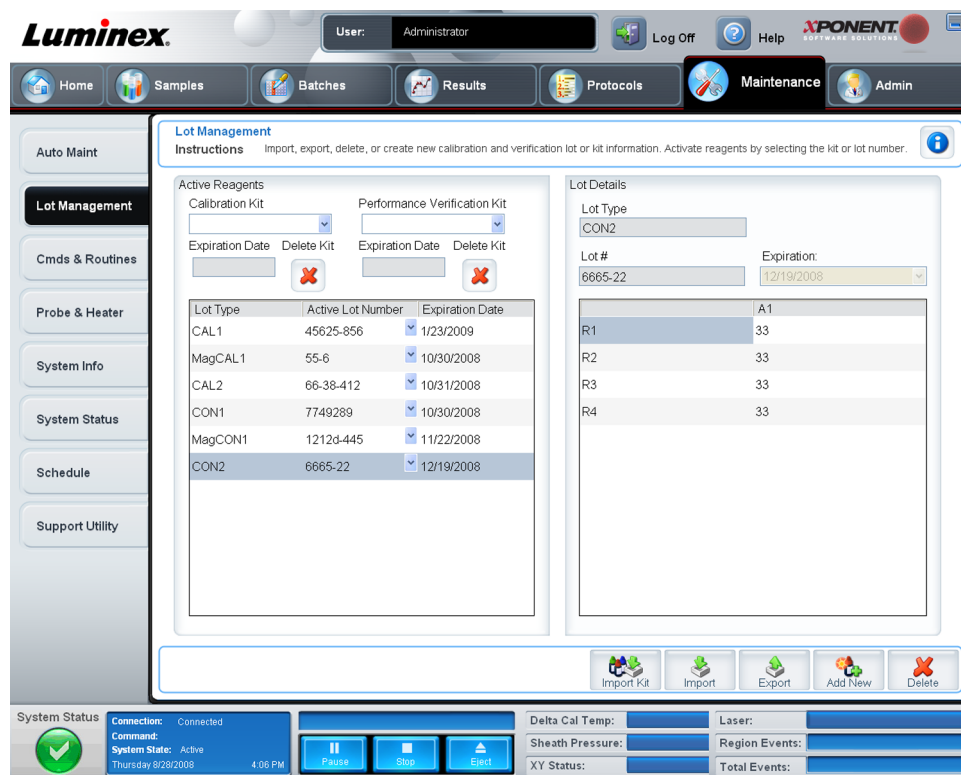 Luminex.
User: Administrator
Log Off
Help
XPONENT.
SOFTWARE SOLUTIONS
Home
Samples
Batches
Results
Protocols
Maintenance
Admin
Auto Maint
Lot Management
Cmds & Routines
Probe & Heater
System Info
System Status
Schedule
Support Utility
Lot Management
Instructions Import, export, delete, or create new calibration and verification lot or kit information. Activate reagents by selecting the kit or lot number.
Active Reagents
Calibration Kit Performance Verification Kit
Expiration Date Delete Kit Expiration Date Delete Kit
Lot Type Active Lot Number Expiration Date
CAL1 45625-856 1/23/2009
MagCAL1 55-6 10/30/2008
CAL2 66-38-412 10/31/2008
CON1 7749289 10/30/2008
MagCON1 1212d-445 11/22/2008
CON2 6665-22 12/19/2008
Lot Details
Lot Type
CON2
Lot # Expiration:
6665-22 12/19/2008
A1
R1 33
R2 33
R3 33
R4 33
Import Kit
Import
Export
Add New
Delete
System Status
Connection: Connected
Command:
System State: Active
Thursday 8/28/2008 4:06 PM
Pause
Stop
Eject
Delta Cal Temp:
Sheath Pressure:
XY Status:
Laser:
Region Events:
Total Events: